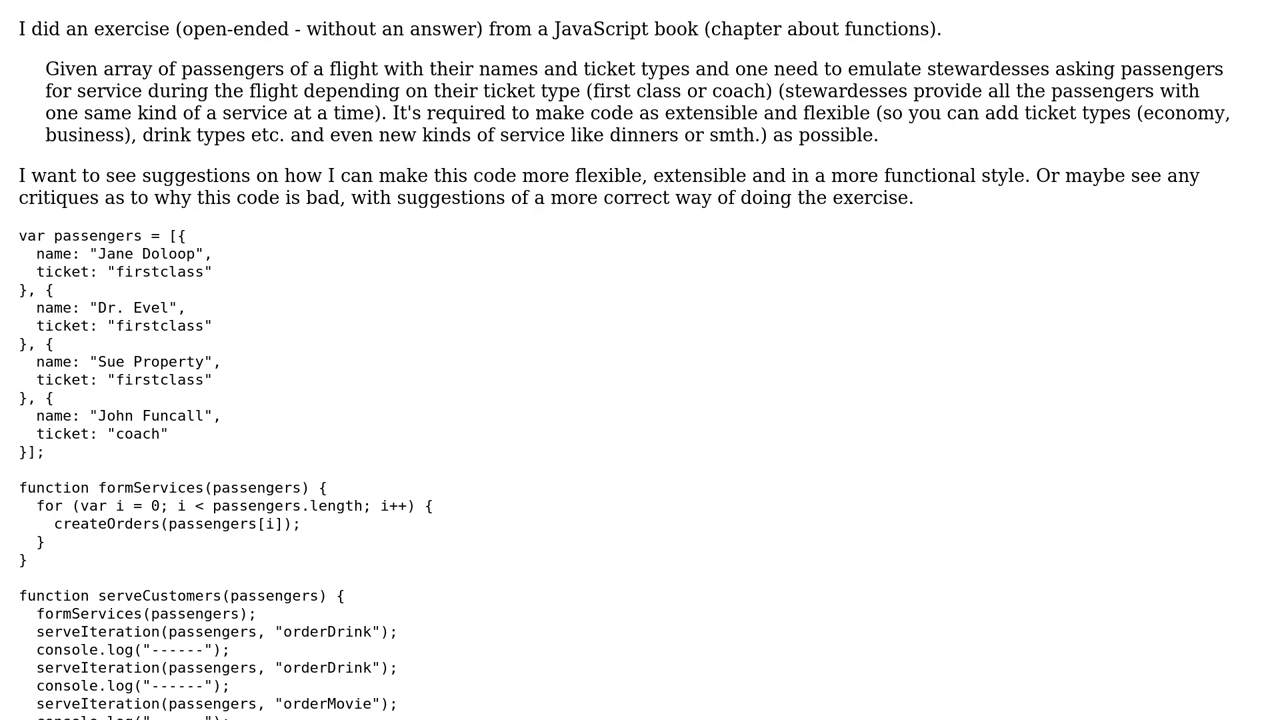 I did an exercise (open-ended - without an answer) from a JavaScript book (chapter about functions).
Given array of passengers of a flight with their names and ticket types and one need to emulate stewardesses asking passengers
for service during the flight depending on their ticket type (first class or coach) (stewardesses provide all the passengers with
one same kind of a service at a time). It's required to make code as extensible and flexible (so you can add ticket types (economy,
business), drink types etc. and even new kinds of service like dinners or smth.) as possible.
I want to see suggestions on how I can make this code more flexible, extensible and in a more functional style. Or maybe see any
critiques as to why this code is bad, with suggestions of a more correct way of doing the exercise.
var passengers = [{
  name: "Jane Doloop",
  ticket: "firstclass"
}, {
  name: "Dr. Evel",
  ticket: "firstclass"
}, {
  name: "Sue Property",
  ticket: "firstclass"
}, {
  name: "John Funcall",
  ticket: "coach"
}];
function formServices(passengers) {
  for (var i = 0; i < passengers.length; i++) {
    createOrders(passengers[i]);
  }
}
function serveCustomers(passengers) {
  formServices(passengers);
  serveIteration(passengers, "orderDrink");
  console.log("------");
  serveIteration(passengers, "orderDrink");
  console.log("------");
  serveIteration(passengers, "orderMovie");
  console.log("------");